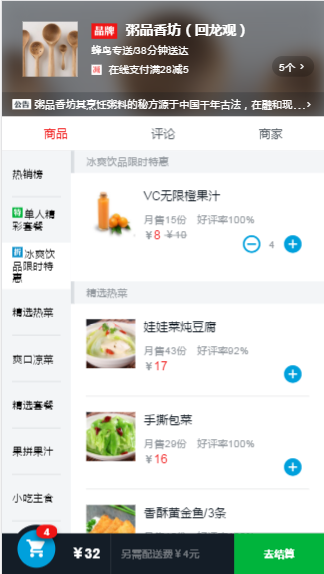 品牌 粥品香坊（回龙观）
蜂鸟专送/38分钟送达
减 在线支付满28减5
5个 >
公告 粥品香坊其烹饪粥料的秘方源于中国千年古法，在融和现... >
商品 评论 商家
热销榜
特 单人精彩套餐
折 冰爽饮品限时特惠
精选热菜
爽口凉菜
精选套餐
果拼果汁
小吃主食
冰爽饮品限时特惠
VC无限橙果汁
月售15份 好评率100%
￥8 ￥10
4
精选热菜
娃娃菜炖豆腐
月售43份 好评率92%
￥17
手撕包菜
月售29份 好评率100%
￥16
香酥黄金鱼/3条
4
￥32
另需配送费￥4元
去结算